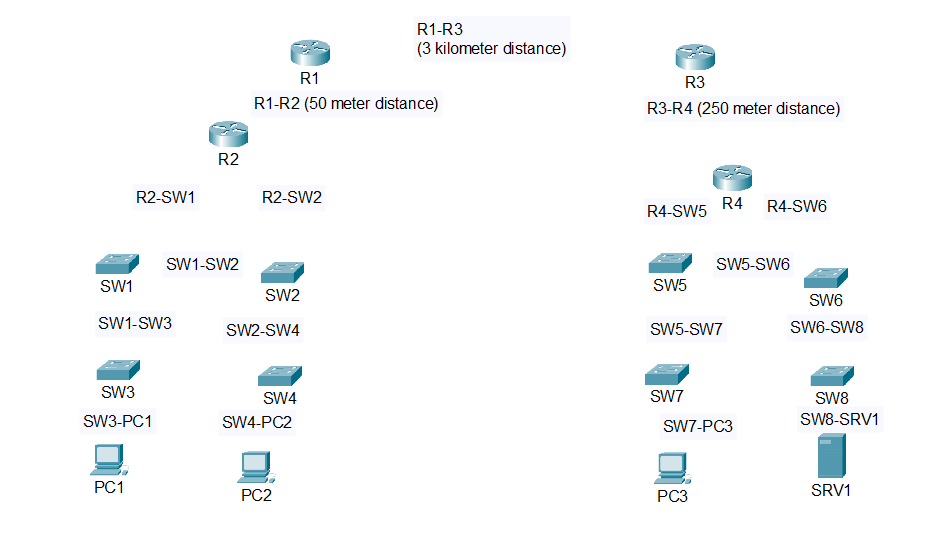 R1-R3
(3 kilometer distance)
R1
R3
R1-R2 (50 meter distance)
R3-R4 (250 meter distance)
R2
R2-SW1
R2-SW2
R4-SW5
R4
R4-SW6
SW1-SW2
SW5-SW6
SW1
SW2
SW5
SW6
SW1-SW3
SW2-SW4
SW5-SW7
SW6-SW8
SW3
SW4
SW7
SW8
SW3-PC1
SW4-PC2
SW7-PC3
SW8-SRV1
PC1
PC2
PC3
SRV1